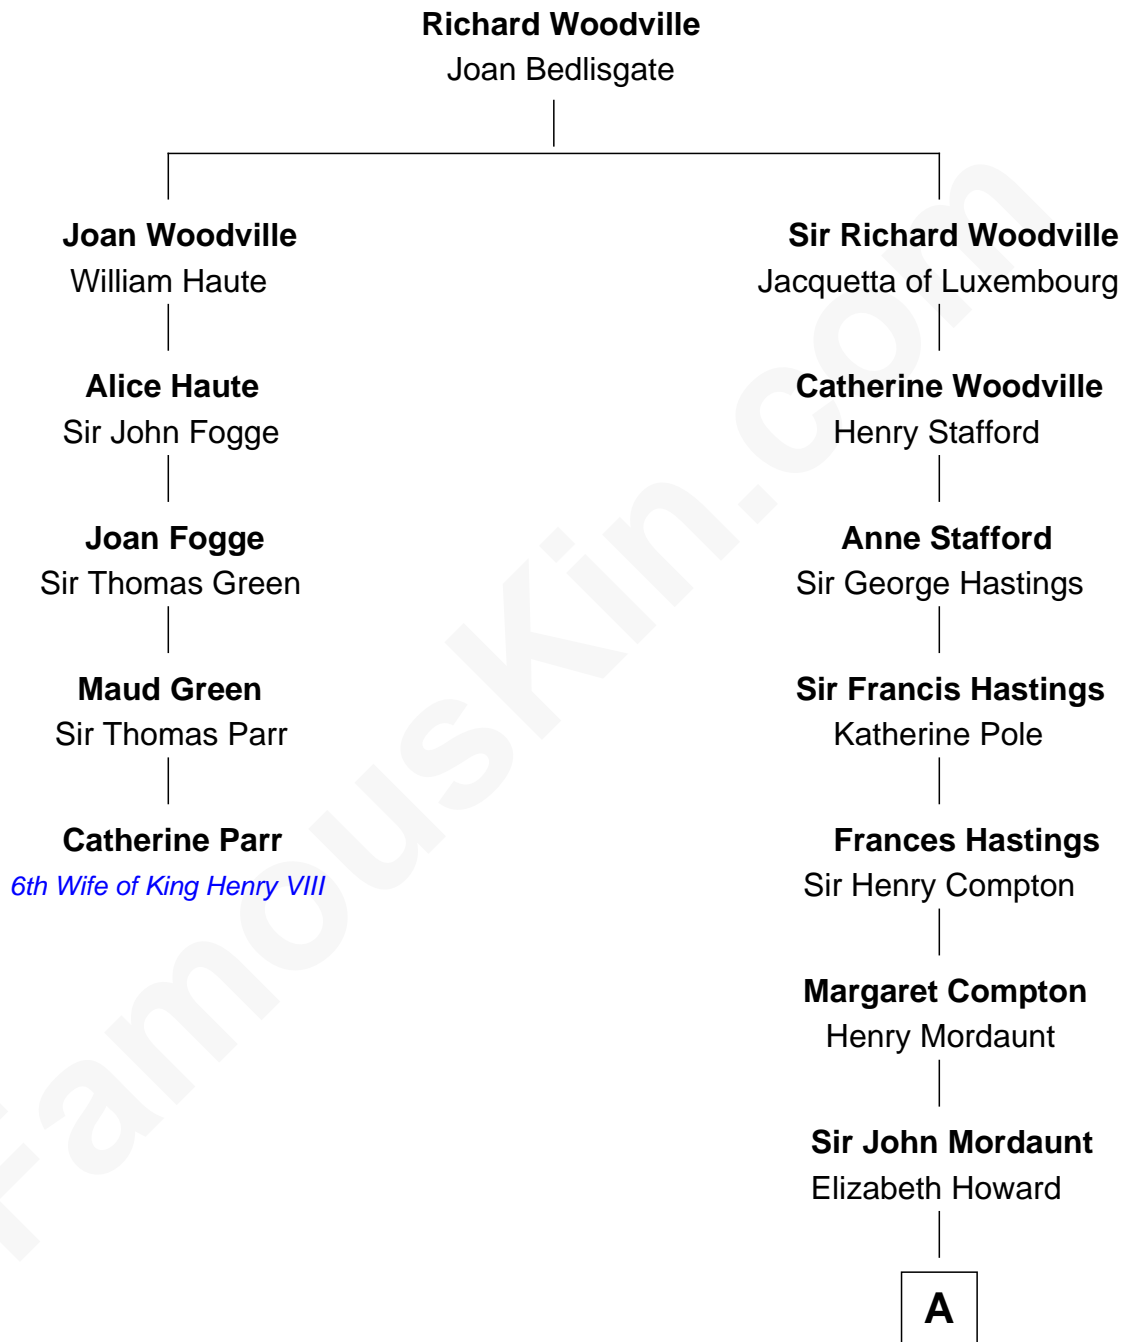 Richard Woodville
Joan Bedlisgate
Joan Woodville
William Haute
Alice Haute
Sir John Fogge
Joan Fogge
Sir Thomas Green
Maud Green
Sir Thomas Parr
Catherine Parr
6th Wife of King Henry VIII
Sir Richard Woodville
Jacquetta of Luxembourg
Catherine Woodville
Henry Stafford
Anne Stafford
Sir George Hastings
Sir Francis Hastings
Katherine Pole
Frances Hastings
Sir Henry Compton
Margaret Compton
Henry Mordaunt
Sir John Mordaunt
Elizabeth Howard
A
FamousKin.com